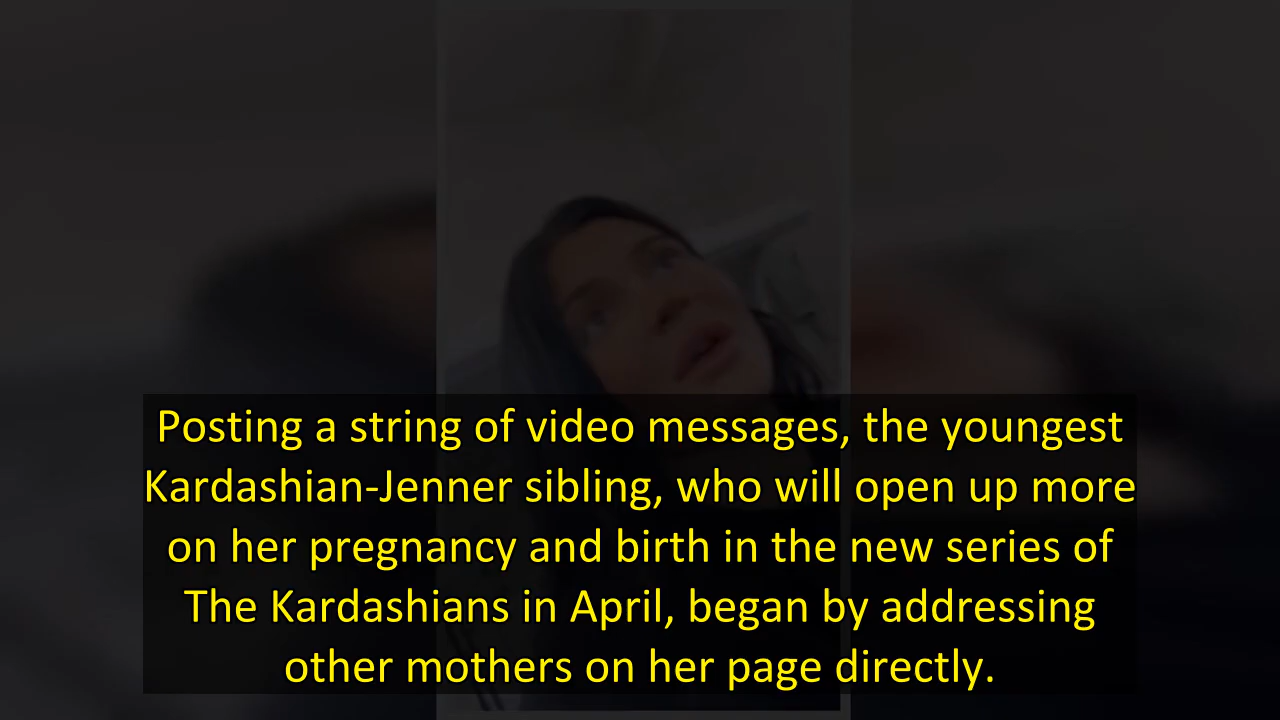 Posting a string of video messages, the youngest
Kardashian-Jenner sibling, who will open up more
on her pregnancy and birth in the new series of
The Kardashians in April, began by addressing
other mothers on her page directly.